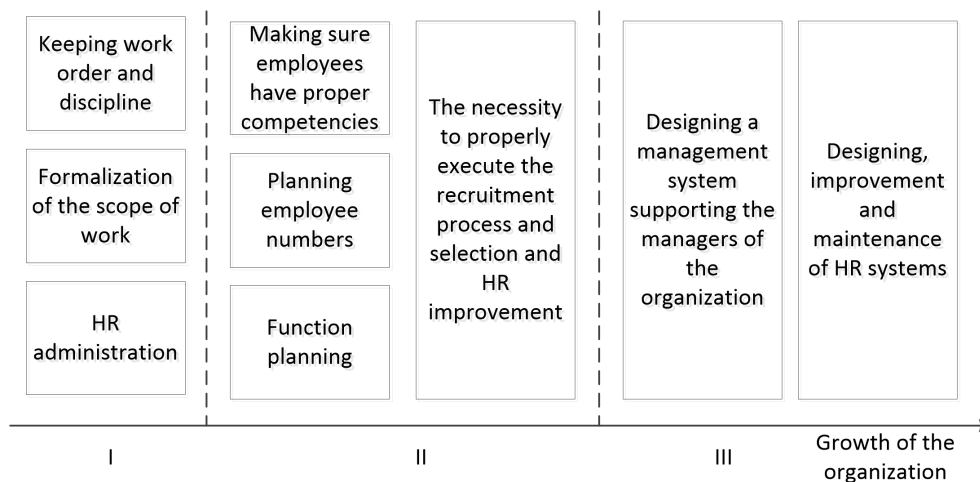 Keeping work
order and
discipline
Formalization
of the scope of
work
HR
administration
Making sure
employees
have proper
competencies
Planning
employee
numbers
Function
planning
The necessity
to properly
execute the
recruitment
process and
selection and
HR
improvement
Designing a
management
system
supporting the
managers of
the
organization
Designing,
improvement
and
maintenance
of HR systems
I
II
III
Growth of the
organization